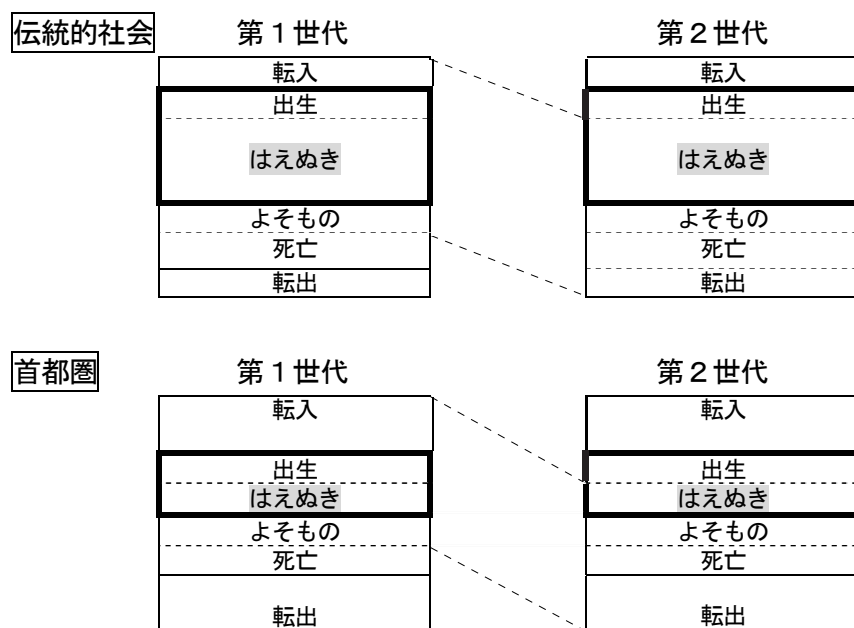 伝統的社会 第１世代 第２世代
転入 転入
出生 出生
はえぬき はえぬき
よそもの よそもの
死亡 死亡
転出 転出
首都圏 第１世代 第２世代
転入 転入
出生 出生
はえぬき はえぬき
よそもの よそもの
死亡 死亡
転出 転出